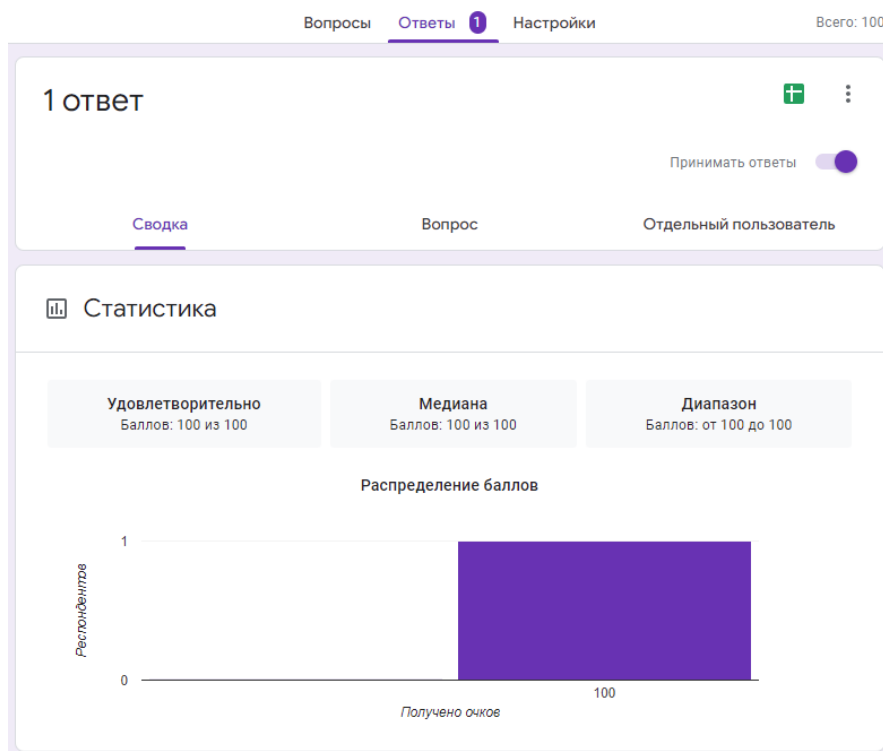 Вопросы Ответы 1 Настройки Всего: 100
1 ответ
Принимать ответы
Сводка Вопрос Отдельный пользователь
Статистика
Удовлетворительно Медиана Диапазон
Баллов: 100 из 100 Баллов: 100 из 100 Баллов: от 100 до 100
Распределение баллов
1
Респондентов
0
100
Получено очков